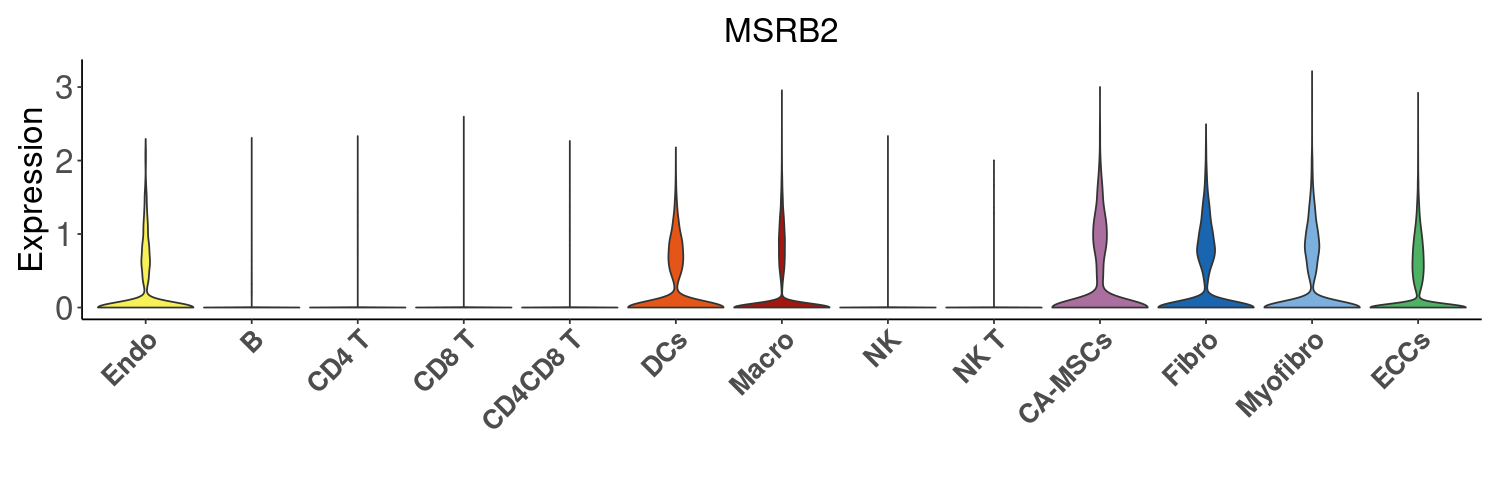 MSRB2
Expression
3
2
1
0
Endo
B
CD4 T
CD8 T
CD4CD8 T
DCs
Macro
NK
NK T
CA-MSCs
Fibro
Myofibro
ECCs